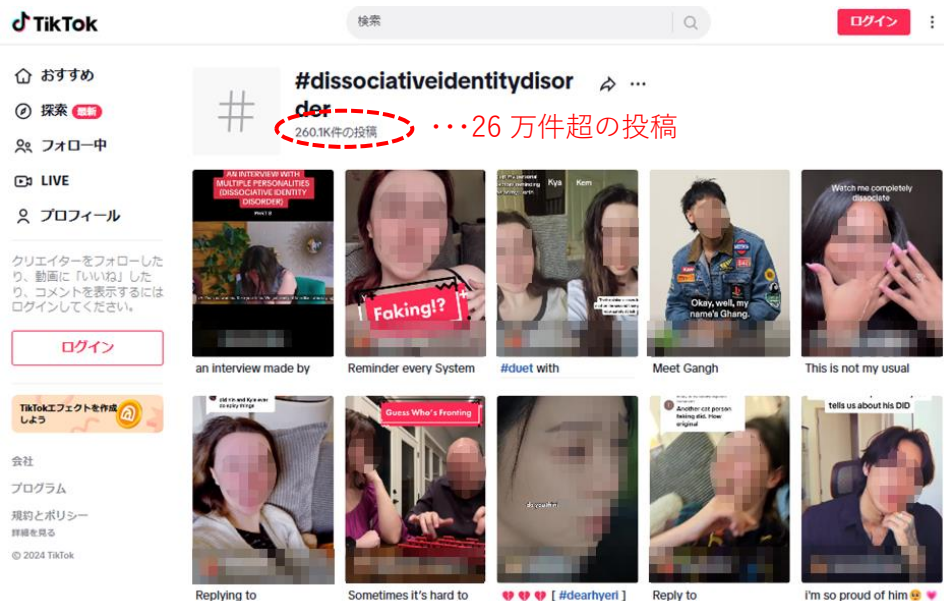 TikTok
検索
ログイン
おすすめ
探索 最新
フォロー中
LIVE
プロフィール
クリエイターをフォローした
り、動画に「いいね」した
り、コメントを表示するには
ログインしてください。
ログイン
TikTokエフェクトを作成
しよう
会社
プログラム
規約とポリシー
詳細を見る
© 2024 TikTok
#dissociativeidentitydisor
der
260.1K件の投稿
・・・26 万件超の投稿
AN INTERVIEW WITH
MULTIPLE PERSONALITIES
(DISSOCIATIVE IDENTITY
DISORDER)
an interview made by
Faking!?
Reminder every System
Kya Kem
#duet with
Okay, well, my
name's Ghang.
Meet Gangh
Watch me completely
dissociate
This is not my usual
Replying to
Guess Who's Fronting
Sometimes it's hard to
💔 💔 💔 [ #dearhyeri ]
Another cat person
faking did. How
original
Reply to
tells us about his DID
i'm so proud of him 🥹 💗